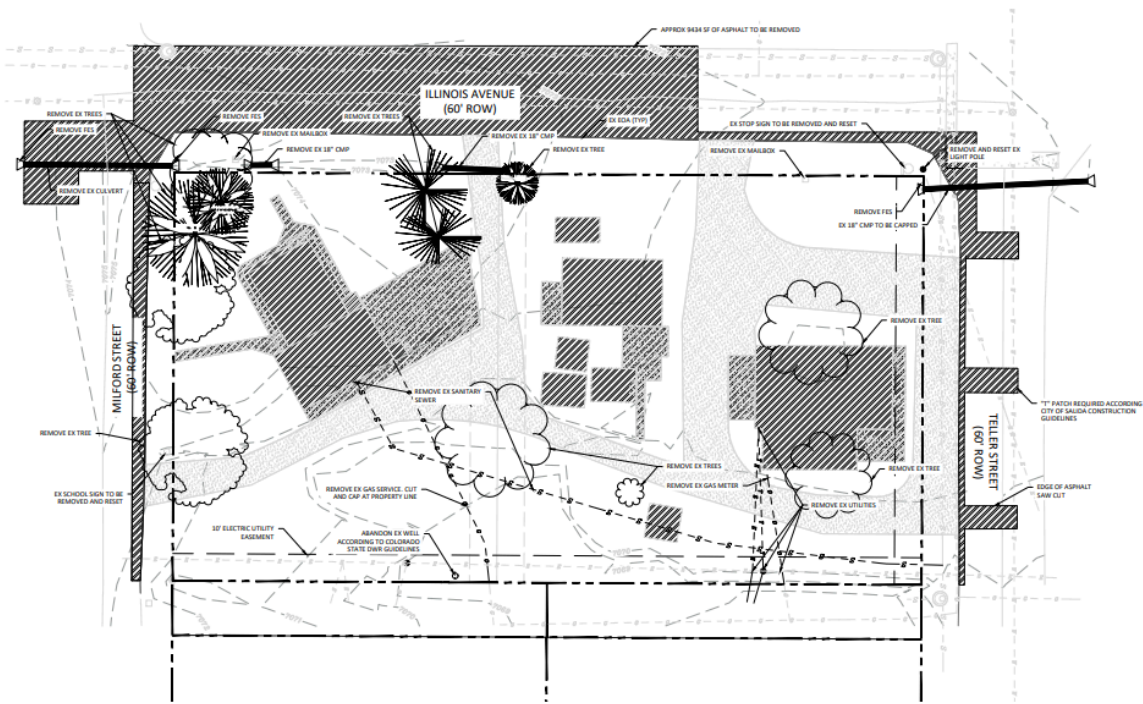 APPROX 9434 SF OF ASPHALT TO BE REMOVED
ILLINOIS AVENUE
(60' ROW)
REMOVE EX TREES
REMOVE FES
REMOVE FES
REMOVE EX MAILBOX
REMOVE EX 18" CMP
REMOVE EX TREES
REMOVE EX 18" CMP
EX EOA (TYP)
REMOVE EX TREE
EX STOP SIGN TO BE REMOVED AND RESET
REMOVE EX MAILBOX
REMOVE AND RESET EX
LIGHT POLE
REMOVE EX CULVERT
REMOVE FES
EX 18" CMP TO BE CAPPED
REMOVE EX TREE
MILFORD STREET
(60' ROW)
REMOVE EX SANITARY
SEWER
"T" PATCH REQUIRED ACCORDING
CITY OF SALIDA CONSTRUCTION
GUIDELINES
TELLER STREET
(60' ROW)
REMOVE EX TREE
REMOVE EX TREES
REMOVE EX TREE
REMOVE EX GAS METER
EX SCHOOL SIGN TO BE
REMOVED AND RESET
REMOVE EX GAS SERVICE. CUT
AND CAP AT PROPERTY LINE
REMOVE EX UTILITIES
EDGE OF ASPHALT
SAW CUT
10' ELECTRIC UTILITY
EASEMENT
ABANDON EX WELL
ACCORDING TO COLORADO
STATE DWR GUIDELINES
7069
7070
7069
7071